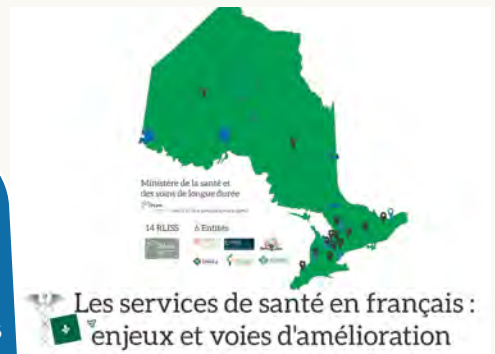 Ministère de la santé et
des soins de longue durée
14 RLISS 6 Entités
Les services de santé en français :
enjeux et voies d'amélioration